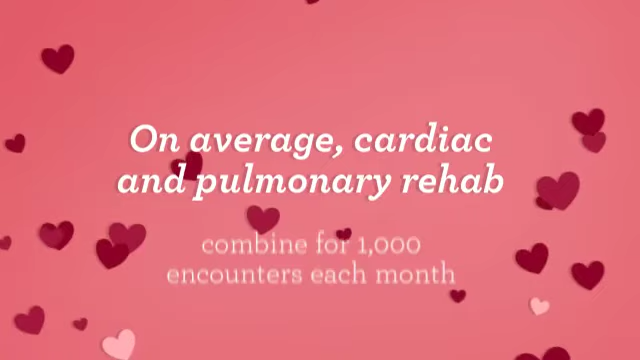 On average, cardiac
and pulmonary rehab
combine for 1,000
encounters each month